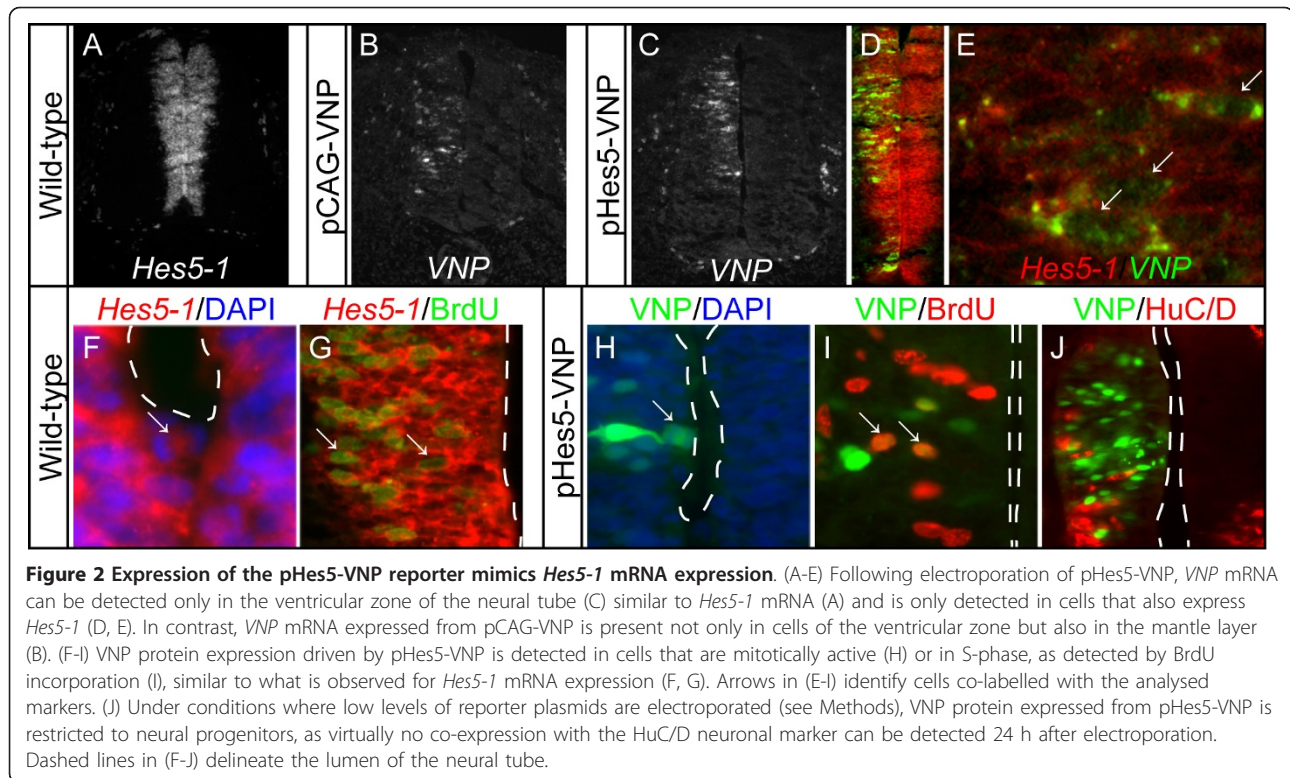 Wild-type
A
Hes5-1
pCAG-VNP
B
VNP
pHes5-VNP
C
VNP
D
E
Hes5-1 VNP
Wild-type
Hes5-1/DAPI
F
Hes5-1/BrdU
G
pHes5-VNP
VNP/DAPI
H
VNP/BrdU
I
VNP/HuC/D
J
Figure 2 Expression of the pHes5-VNP reporter mimics Hes5-1 mRNA expression. (A-E) Following electroporation of pHes5-VNP, VNP mRNA
can be detected only in the ventricular zone of the neural tube (C) similar to Hes5-1 mRNA (A) and is only detected in cells that also express
Hes5-1 (D, E). In contrast, VNP mRNA expressed from pCAG-VNP is present not only in cells of the ventricular zone but also in the mantle layer
(B). (F-I) VNP protein expression driven by pHes5-VNP is detected in cells that are mitotically active (H) or in S-phase, as detected by BrdU
incorporation (I), similar to what is observed for Hes5-1 mRNA expression (F, G). Arrows in (E-I) identify cells co-labelled with the analysed
markers. (J) Under conditions where low levels of reporter plasmids are electroporated (see Methods), VNP protein expressed from pHes5-VNP is
restricted to neural progenitors, as virtually no co-expression with the HuC/D neuronal marker can be detected 24 h after electroporation.
Dashed lines in (F-J) delineate the lumen of the neural tube.